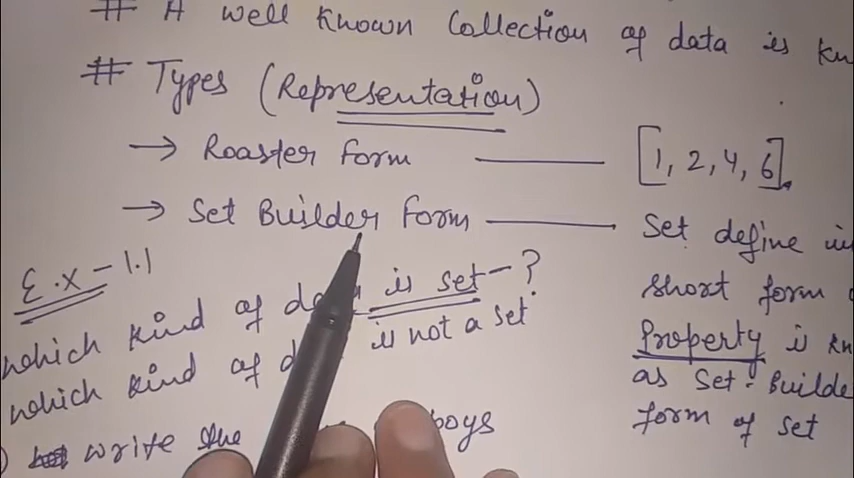 # A well known collection of data is
# Types (Representation)
→ Roaster form —— [1, 2, 4, 6].
→ Set Builder form —— Set define in
short form
Property is
as Set-Builde
form of set
E.x - 1.1
which kind of is set - ?
which kind of is not a set
write the boys